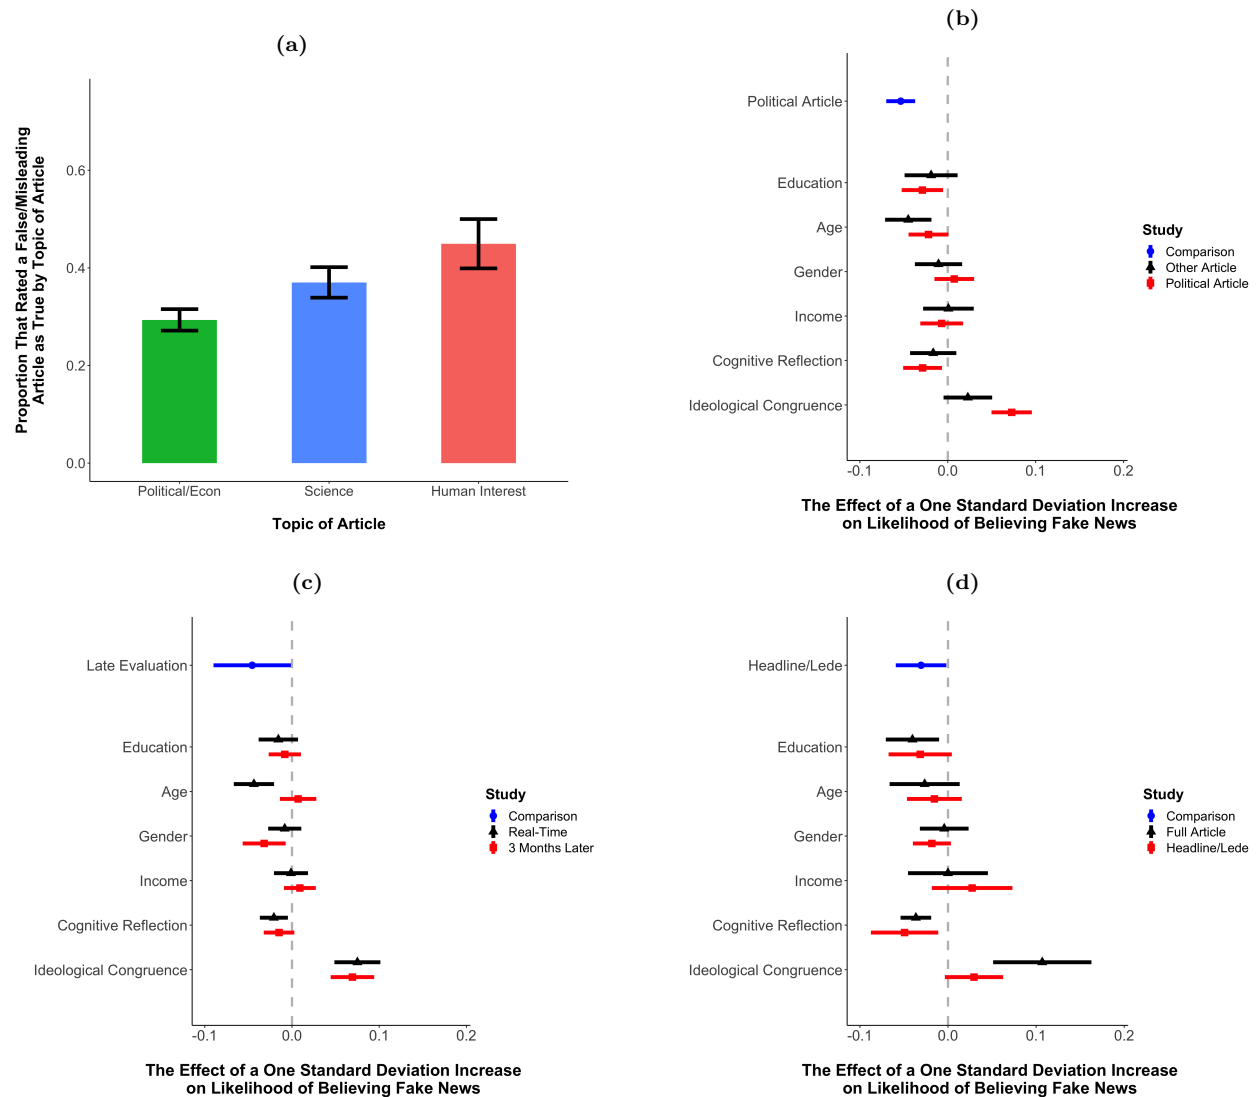 (a)
Proportion That Rated a False/Misleading
Article as True by Topic of Article
0.6
0.4
0.2
0.0
Political/Econ
Science
Human Interest
Topic of Article
(b)
Political Article
Education
Age
Gender
Income
Cognitive Reflection
Ideological Congruence
-0.1
0.0
0.1
0.2
The Effect of a One Standard Deviation Increase
on Likelihood of Believing Fake News
Study
Comparison
Other Article
Political Article
(c)
Late Evaluation
Education
Age
Gender
Income
Cognitive Reflection
Ideological Congruence
-0.1
0.0
0.1
0.2
The Effect of a One Standard Deviation Increase
on Likelihood of Believing Fake News
Study
Comparison
Real-Time
3 Months Later
(d)
Headline/Lede
Education
Age
Gender
Income
Cognitive Reflection
Ideological Congruence
-0.1
0.0
0.1
0.2
The Effect of a One Standard Deviation Increase
on Likelihood of Believing Fake News
Study
Comparison
Full Article
Headline/Lede